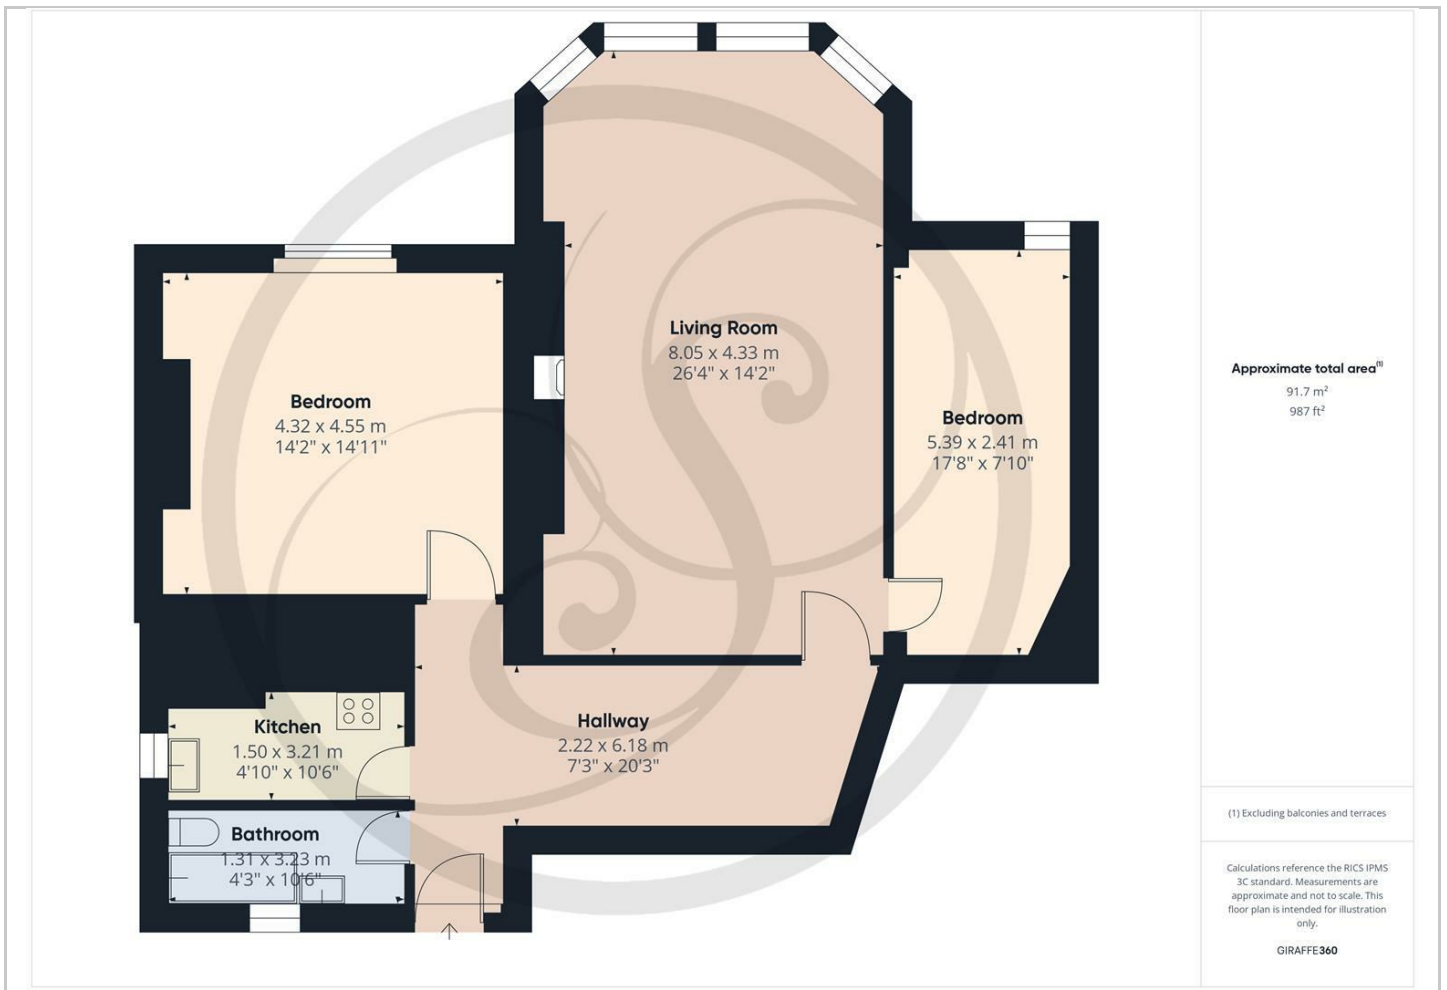 Living Room
8.05 x 4.33 m
26'4" x 14'2"
Bedroom
4.32 x 4.55 m
14'2" x 14'11"
Bedroom
5.39 x 2.41 m
17'8" x 7'10"
Kitchen
1.50 x 3.21 m
4'10" x 10'6"
Hallway
2.22 x 6.18 m
7'3" x 20'3"
Bathroom
1.31 x 3.23 m
4'3" x 10'6"
Approximate total area⁽¹⁾
91.7 m²
987 ft²
(1) Excluding balconies and terraces
Calculations reference the RICS IPMS
3C standard. Measurements are
approximate and not to scale. This
floor plan is intended for illustration
only.
GIRAFFE360